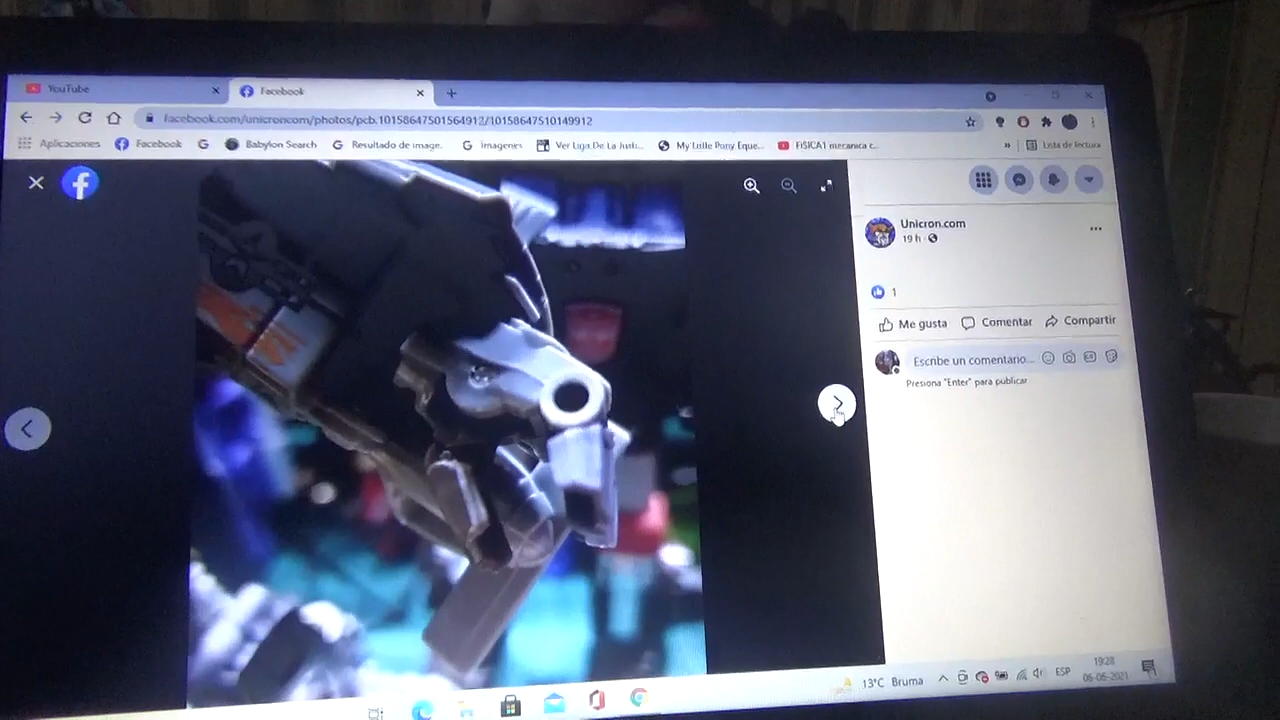 YouTube
Facebook
facebook.com/unicroncom/photos/pcb.10158647501564912/10158647510149912
Aplicaciones
Facebook
Babylon Search
Resultado de image.
Imagenes
Ver Liga De La Justi...
My Little Pony Eque...
FISICA1 mecanica c...
»
Lista de lectura
Unicron.com
19 h
1
Me gusta
Comentar
Compartir
Escribe un comentario...
Presiona "Enter" para publicar
13°C Bruma
ESP
19:28
06-06-2021